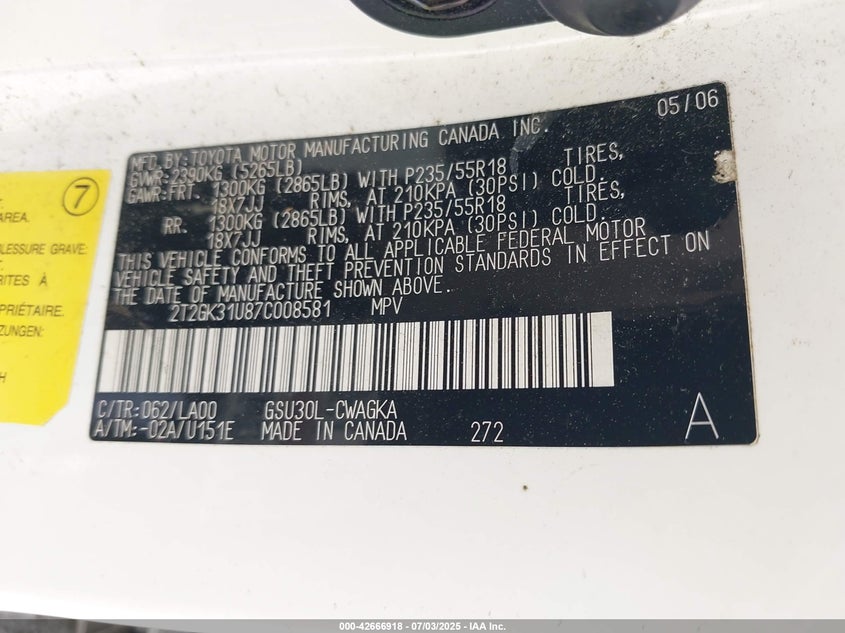 05/06
MFD. BY: TOYOTA MOTOR MANUFACTURING CANADA INC.
GVWR: 2390KG (5265LB)
GAWR: FRT. 1300KG (2865LB) WITH P235/55R18 TIRES,
18X7JJ RIMS, AT 210KPA (30PSI) COLD.
RR. 1300KG (2865LB) WITH P235/55R18 TIRES,
18X7JJ RIMS, AT 210KPA (30PSI) COLD.
THIS VEHICLE CONFORMS TO ALL APPLICABLE FEDERAL MOTOR
VEHICLE SAFETY AND THEFT PREVENTION STANDARDS IN EFFECT ON
THE DATE OF MANUFACTURE SHOWN ABOVE.
2T2GK31U87C008581 MPV
C/TR: 062/LA00 GSU30L-CWAGKA
A/TM: -02A/U151E MADE IN CANADA 272 A
7
AREA.
GRAVE:
RITES À
PRIÉTAIRE.
ZUNGEN:
H
000-42666918 - 07/03/2025 - IAA Inc.